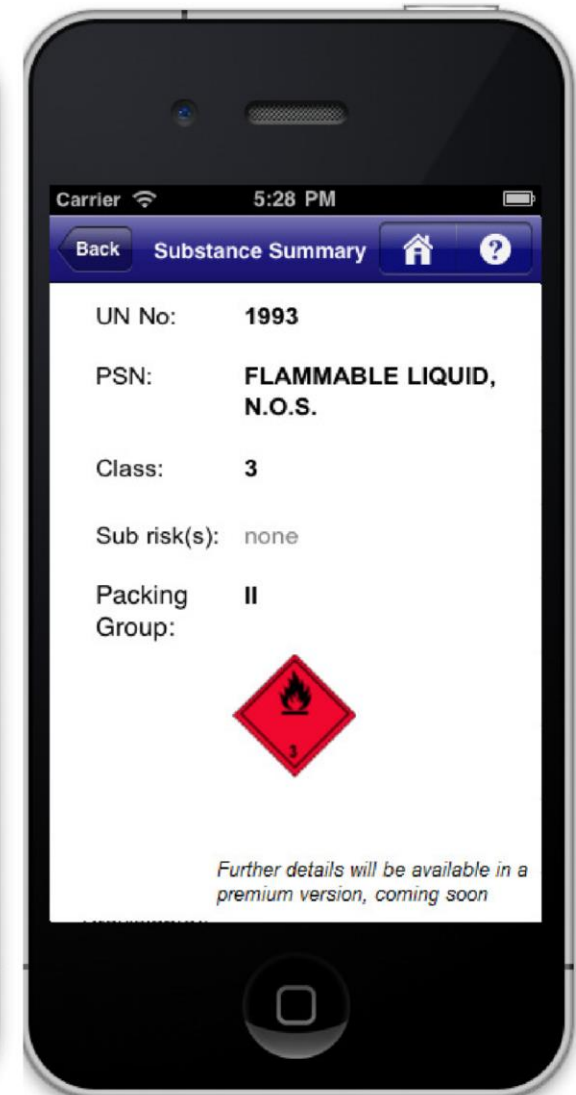 Carrier 5:28 PM
Back Substance Summary ?
UN No: 1993
PSN: FLAMMABLE LIQUID,
N.O.S.
Class: 3
Sub risk(s): none
Packing II
Group:
3
Further details will be available in a
premium version, coming soon